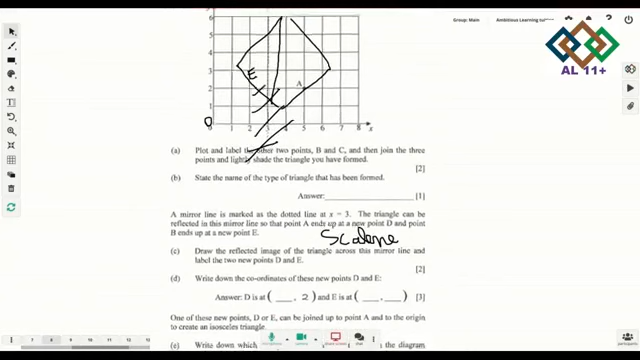 Group: Main
Ambitious Learning
AL 11+
6
5
4
3
2
1
0
E
A
1 2 3 4 5 6 7 8 x
(a) Plot and label the other two points, B and C, and then join the three
points and lightly shade the triangle you have formed.
[2]
(b) State the name of the type of triangle that has been formed.
Answer: [1]
A mirror line is marked as the dotted line at x = 3. The triangle can be
reflected in this mirror line so that point A ends up at a new point D and point
B ends up at a new point E.
Scalene
(c) Draw the reflected image of the triangle across this mirror line and
label the two new points D and E.
[2]
(d) Write down the co-ordinates of these new points D and E:
Answer: D is at ( ___ , 2 ) and E is at ( ___ , ___ ) [3]
One of these new points, D or E, can be joined up to point A and to the origin
to create an isosceles triangle.
(e) Write down which
the diagram